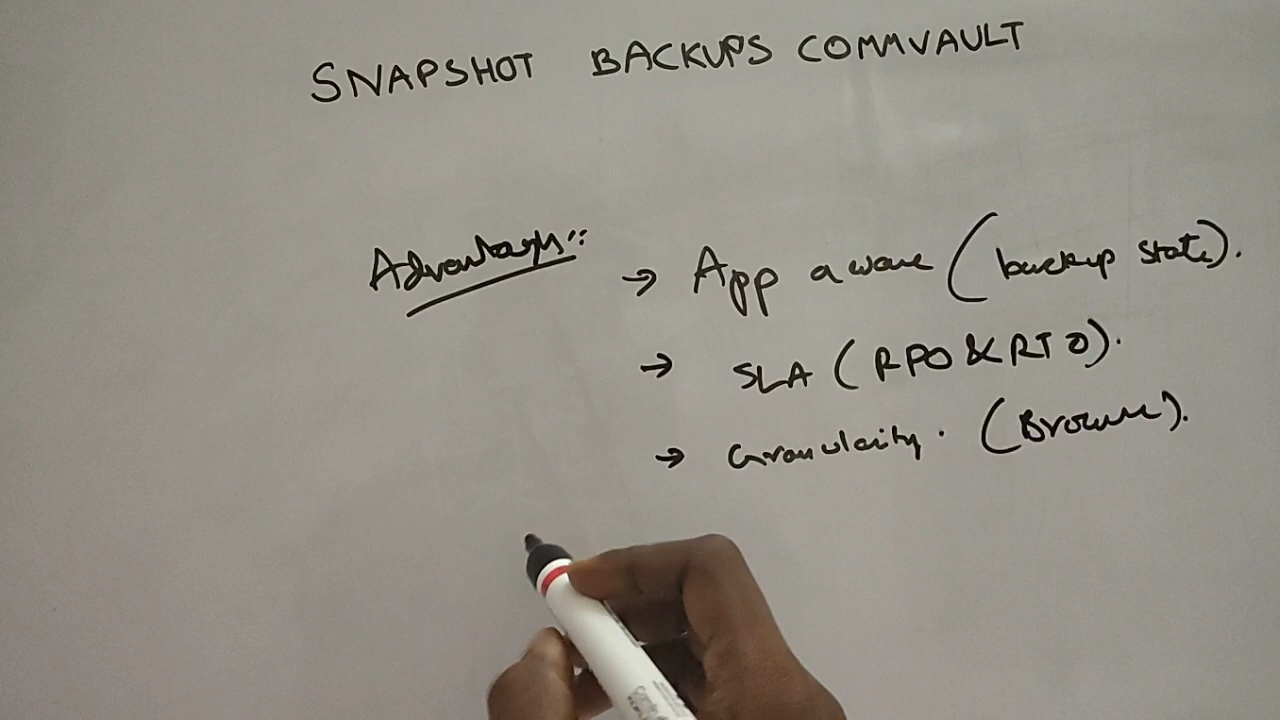 SNAPSHOT BACKUPS COMMVAULT
Advantages:
→ App aware (backup state).
→ SLA (RPO & RTO).
→ Granularity. (Browse).